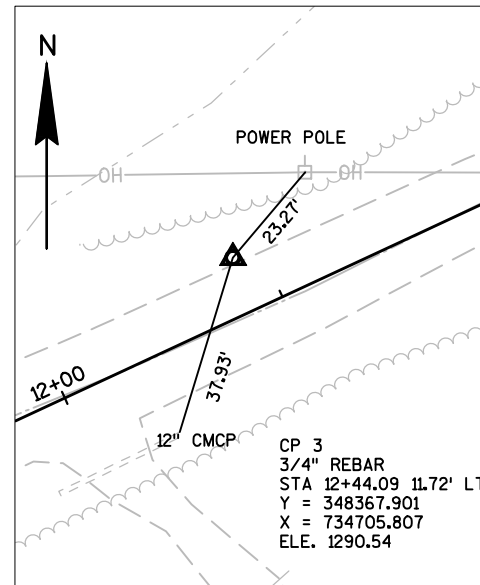 N
POWER POLE
OH
OH
23.27'
37.93'
12+00
12" CMCP
CP 3
3/4" REBAR
STA 12+44.09 11.72' LT
Y = 348367.901
X = 734705.807
ELE. 1290.54